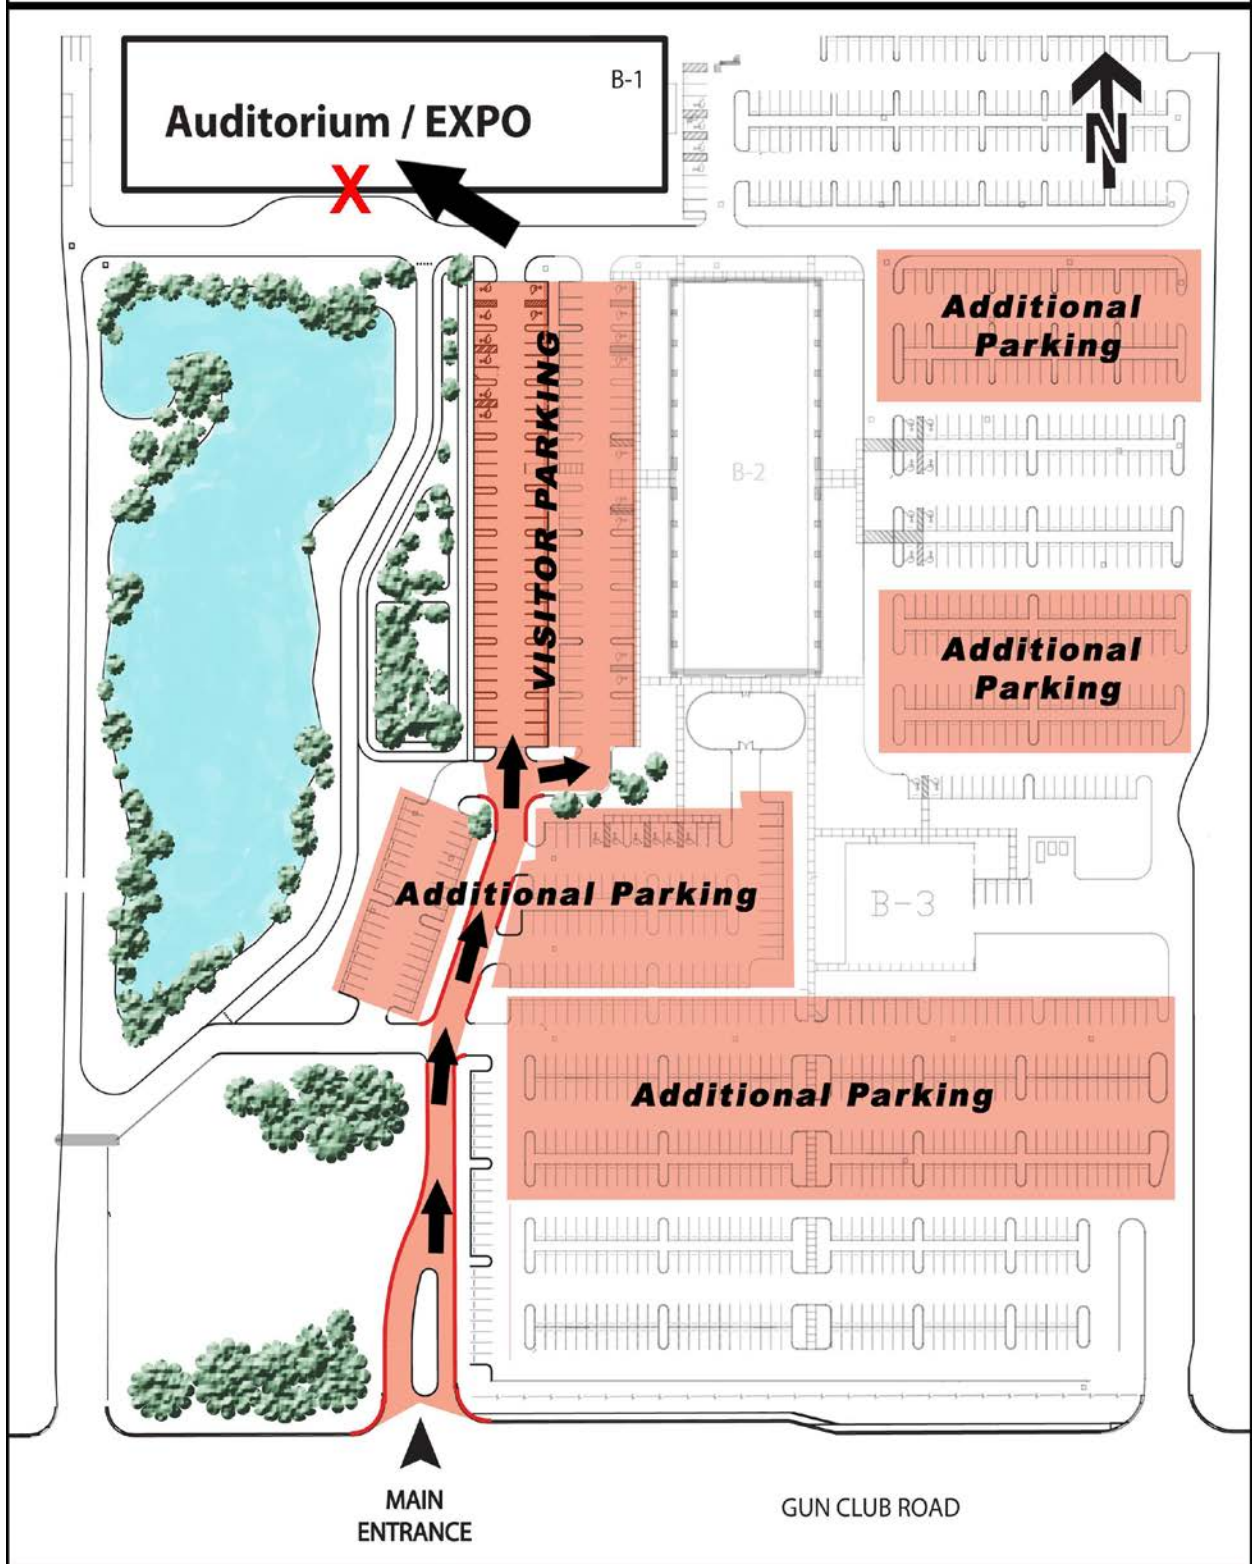 B-1
Auditorium / EXPO
X
N
Additional
Parking
VISITOR PARKING
B-2
Additional
Parking
Additional Parking
B-3
Additional Parking
MAIN
ENTRANCE
GUN CLUB ROAD